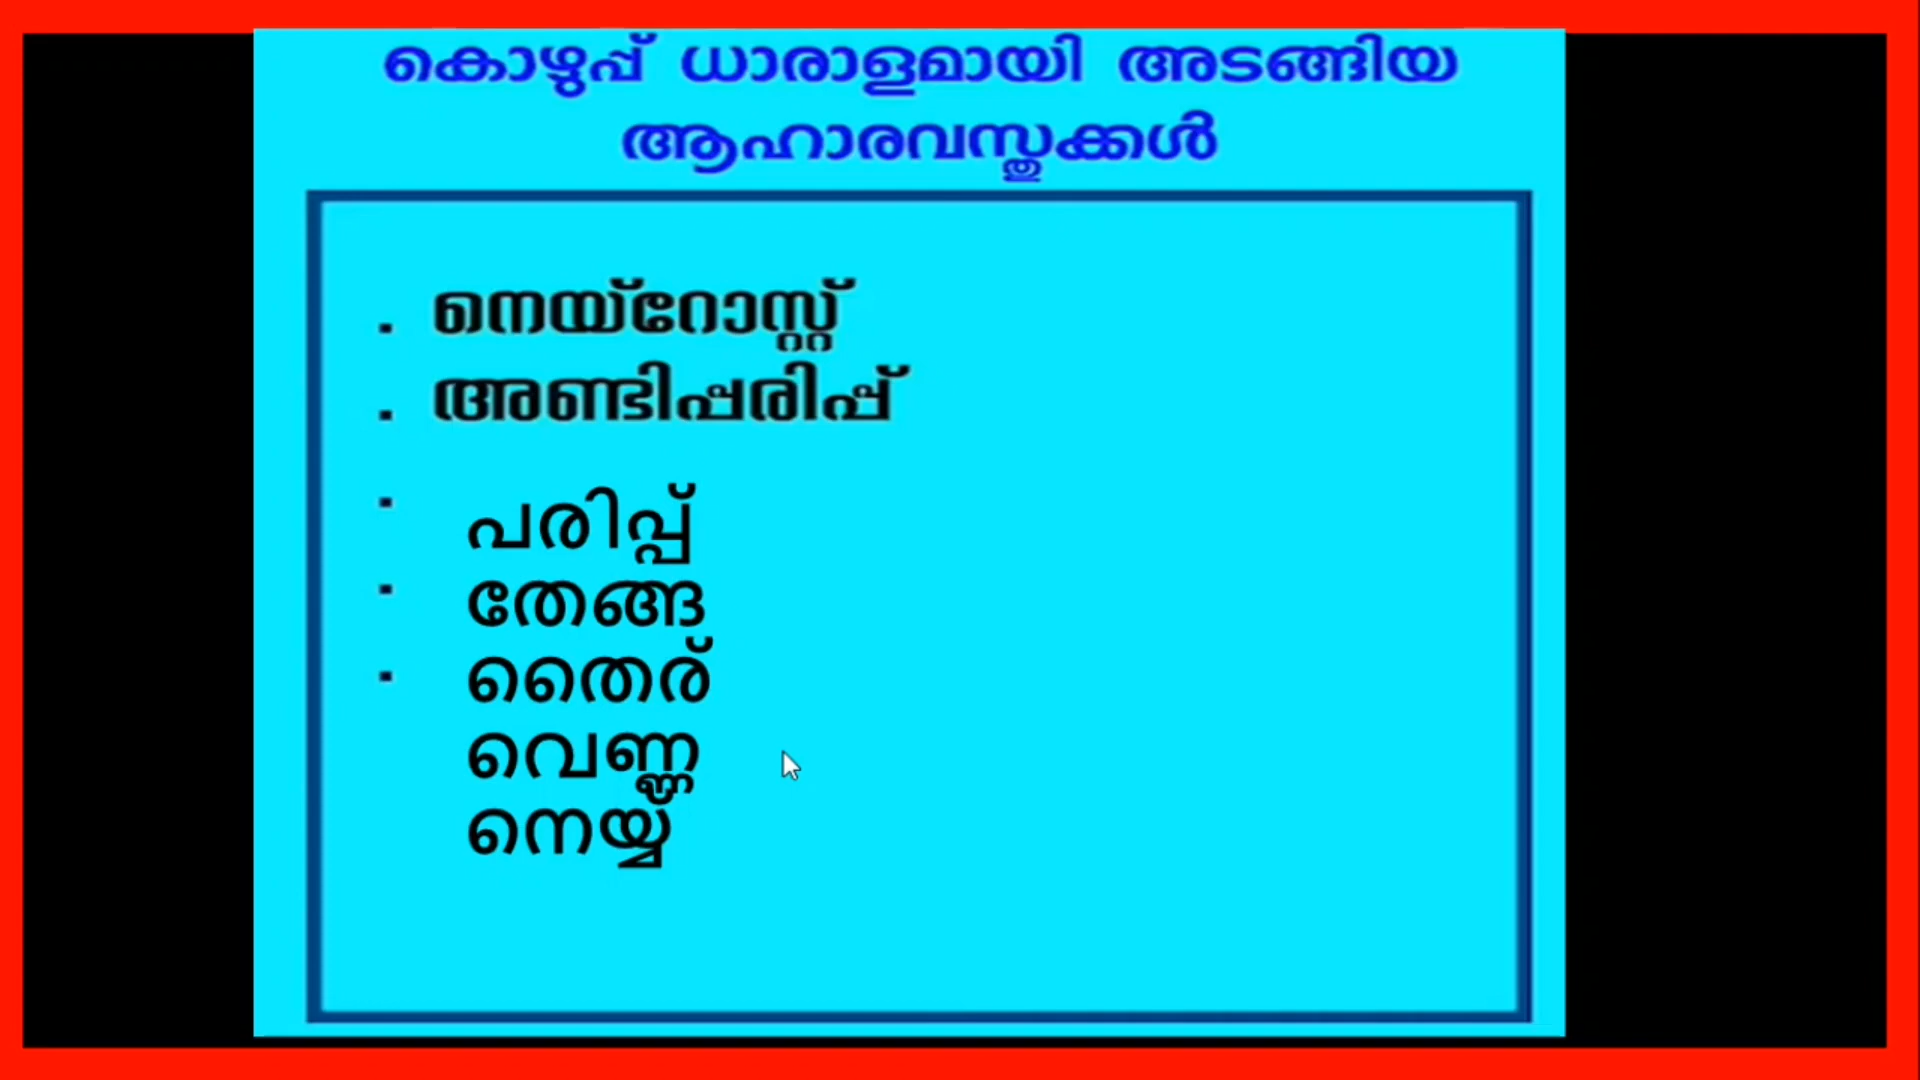 കൊഴുപ്പ് ധാരാളമായി അടങ്ങിയ
ആഹാരവസ്തുക്കൾ
. നെയ്റോസ്റ്റ്
. അണ്ടിപ്പരിപ്പ്
. പരിപ്പ്
. തേങ്ങ
. തൈര്
വെണ്ണ
നെയ്യ്